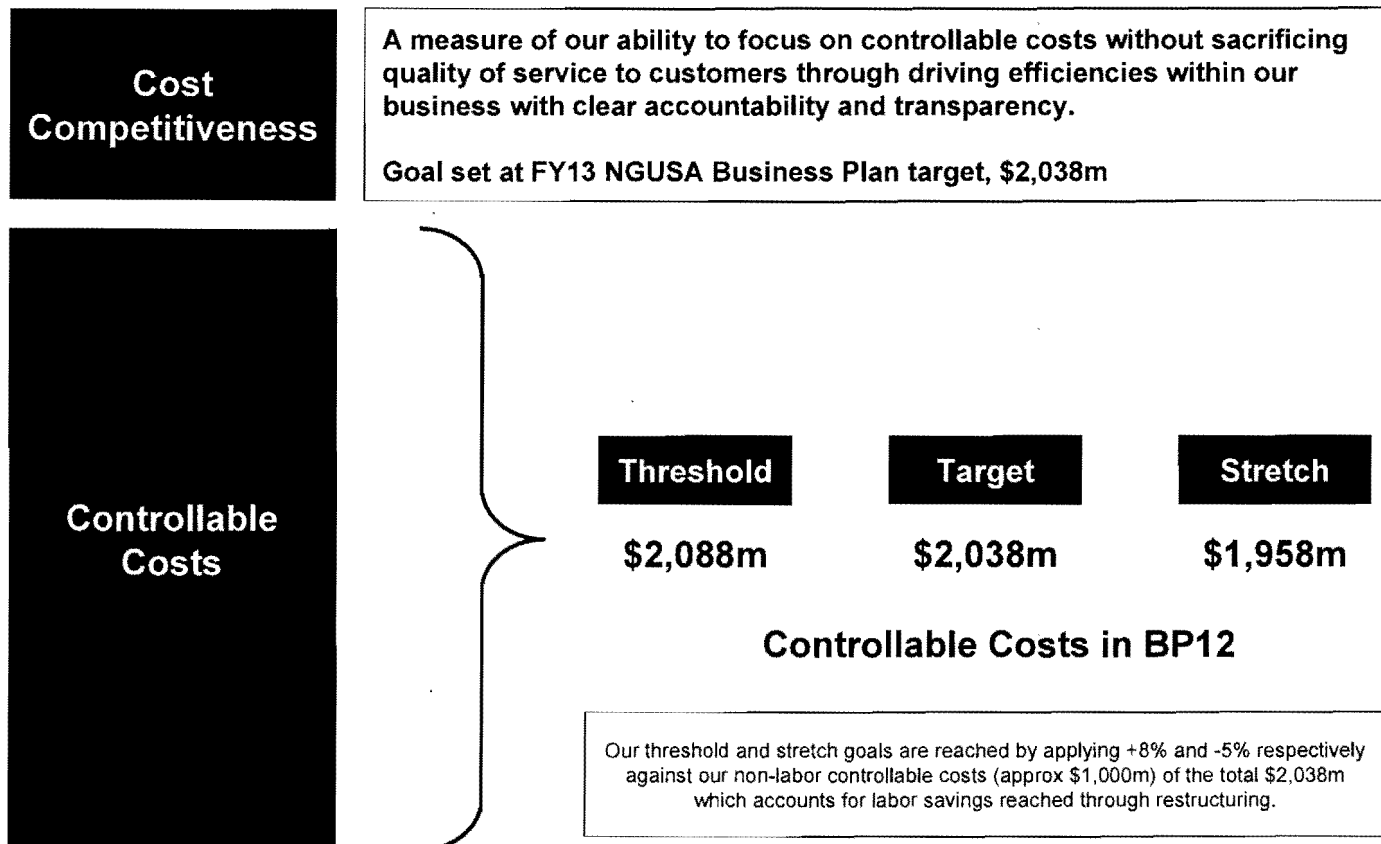 Cost
Competitiveness
A measure of our ability to focus on controllable costs without sacrificing
quality of service to customers through driving efficiencies within our
business with clear accountability and transparency.
Goal set at FY13 NGUSA Business Plan target, $2,038m
Controllable
Costs
Threshold
Target
Stretch
$2,088m
$2,038m
$1,958m
Controllable Costs in BP12
Our threshold and stretch goals are reached by applying +8% and -5% respectively
against our non-labor controllable costs (approx $1,000m) of the total $2,038m
which accounts for labor savings reached through restructuring.